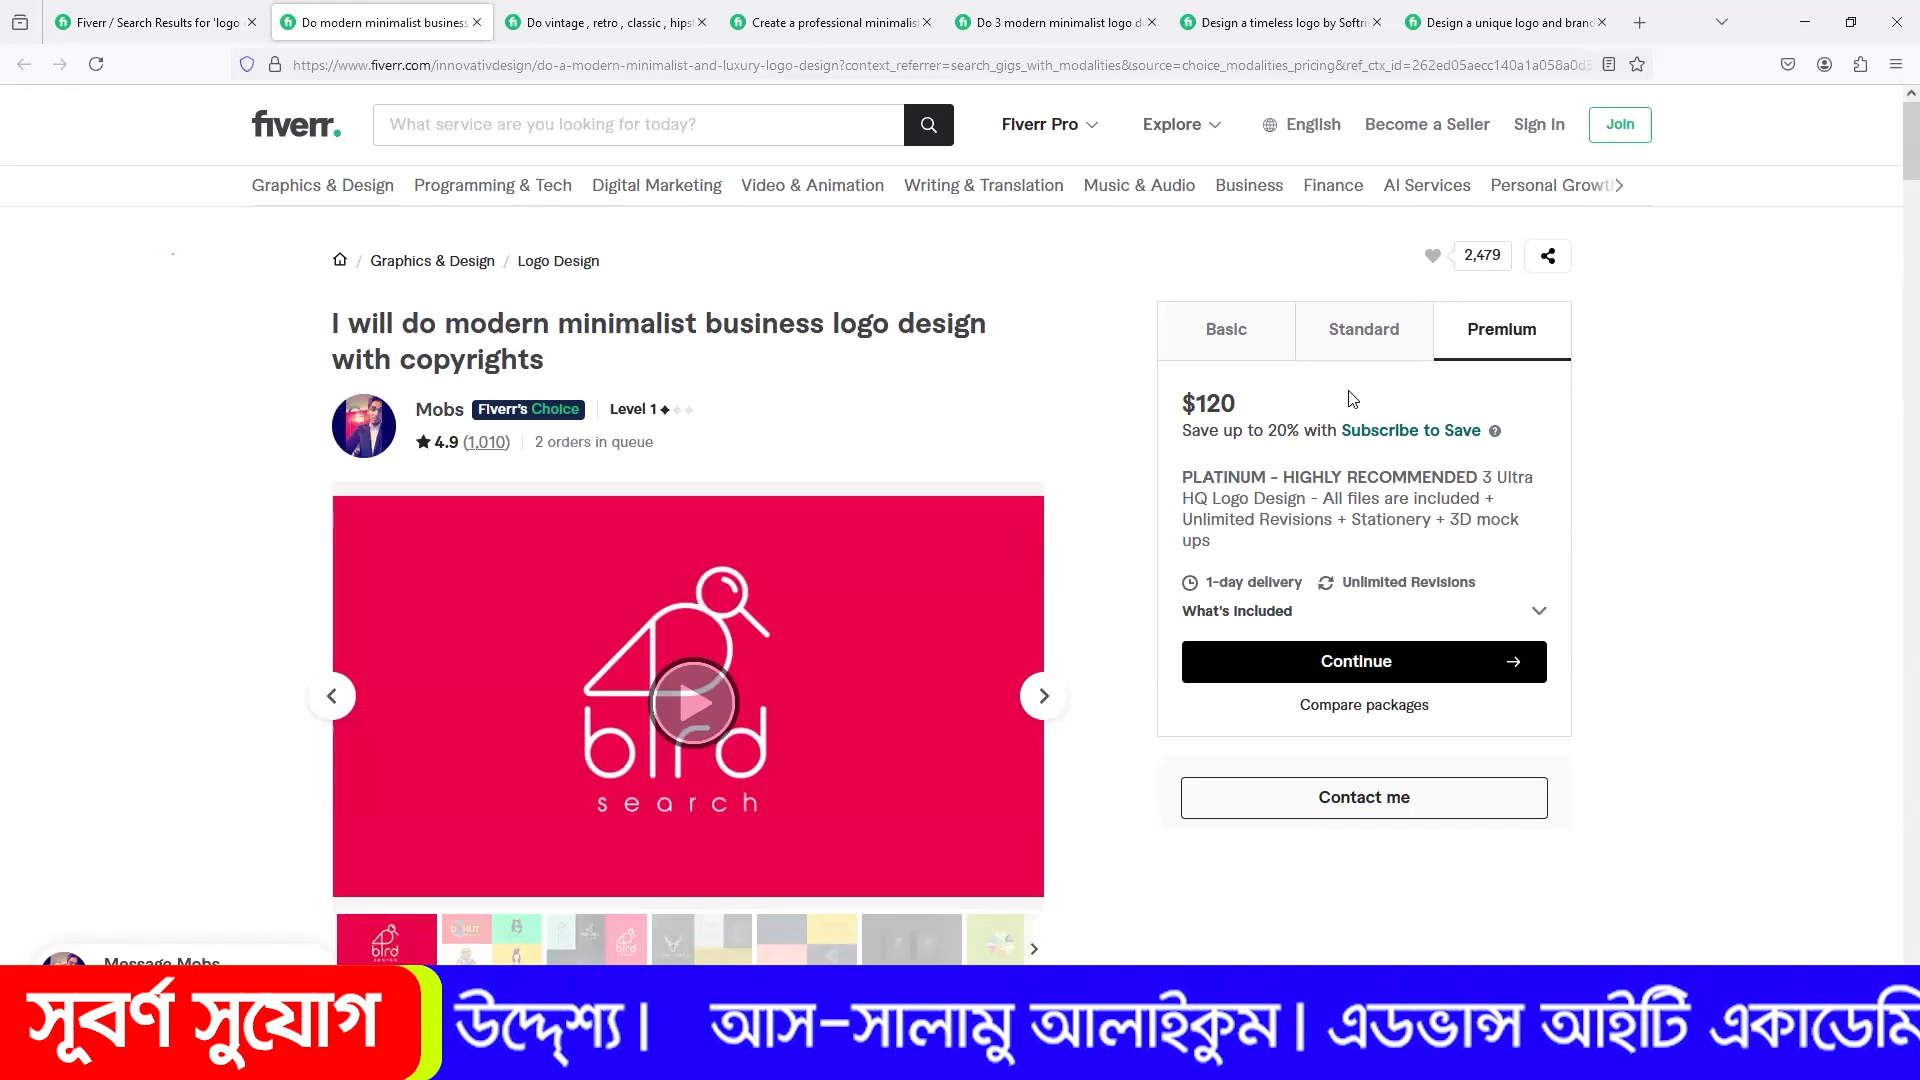 Fiverr / Search Results for 'logo
Do modern minimalist business
Do vintage , retro , classic , hips
Create a professional minimalis
Do 3 modern minimalist logo d
Design a timeless logo by Softri
Design a unique logo and bran
https://www.fiverr.com/innovativdesign/do-a-modern-minimalist-and-luxury-logo-design?context_referrer=search_gigs_with_modalities&source=choice_modalities_pricing&ref_ctx_id=262ed05aecc140a1a058a0d
fiverr.
What service are you looking for today?
Fiverr Pro
Explore
English
Become a Seller
Sign In
Join
Graphics & Design
Programming & Tech
Digital Marketing
Video & Animation
Writing & Translation
Music & Audio
Business
Finance
AI Services
Personal Growt
/ Graphics & Design / Logo Design
2,479
I will do modern minimalist business logo design
with copyrights
Mobs Fiverr's Choice Level 1
4.9 (1,010) 2 orders in queue
bird
search
Basic
Standard
Premium
$120
Save up to 20% with Subscribe to Save
PLATINUM - HIGHLY RECOMMENDED 3 Ultra
HQ Logo Design - All files are included +
Unlimited Revisions + Stationery + 3D mock
ups
1-day delivery Unlimited Revisions
What's Included
Continue
Compare packages
Contact me
bird
Message Mobs
সুবর্ণ সুযোগ
উদ্দেশ্য। আস-সালামু আলাইকুম। এডভান্স আইটি একাডেমি